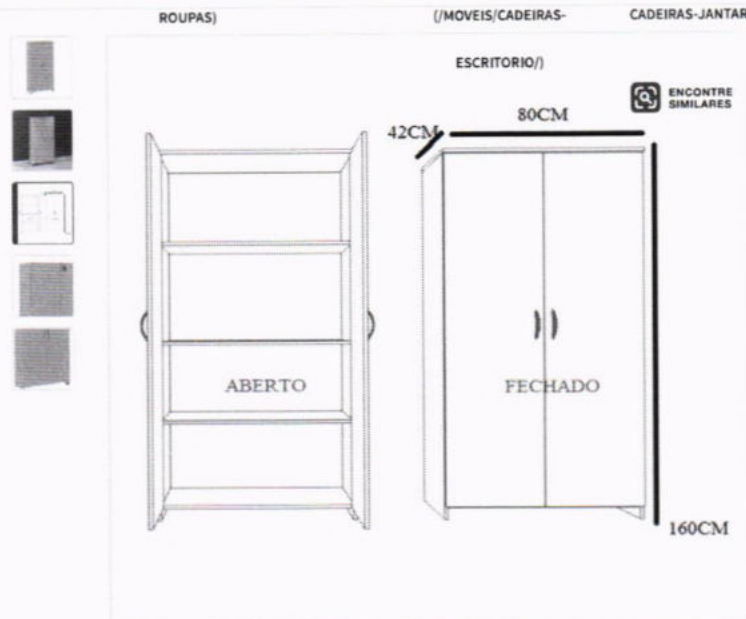 ROUPAS)
(/MOVEIS/CADEIRAS-
CADEIRAS-JANTAR
ESCRITORIO/)
ENCONTRE
SIMILARES
80CM
42CM
ABERTO
FECHADO
160CM